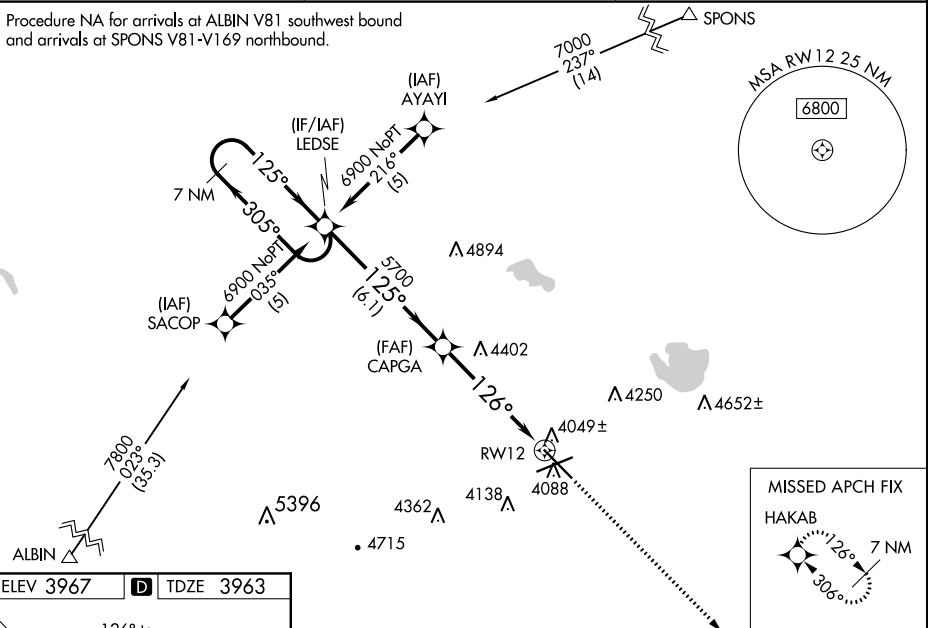 Procedure NA for arrivals at ALBIN V81 southwest bound
and arrivals at SPONS V81-V169 northbound.
SPONS
7000
237°
(14)
MSA RW12 25 NM
6800
(IAF)
AYAYI
(IF/IAF)
LEDSE
6900 NoPT
216°
(5)
125°
7 NM
305°
4894
6900 NoPT
035°
(5)
5700
125°
(6.1)
(IAF)
SACOP
(FAF)
CAPGA
4402
126°
4250
4652±
4049±
RW12
4088
7800
023°
(35.3)
5396
4362
4138
4715
ALBIN
MISSED APCH FIX
HAKAB
126°
7 NM
306°
ELEV 3967
D
TDZE 3963